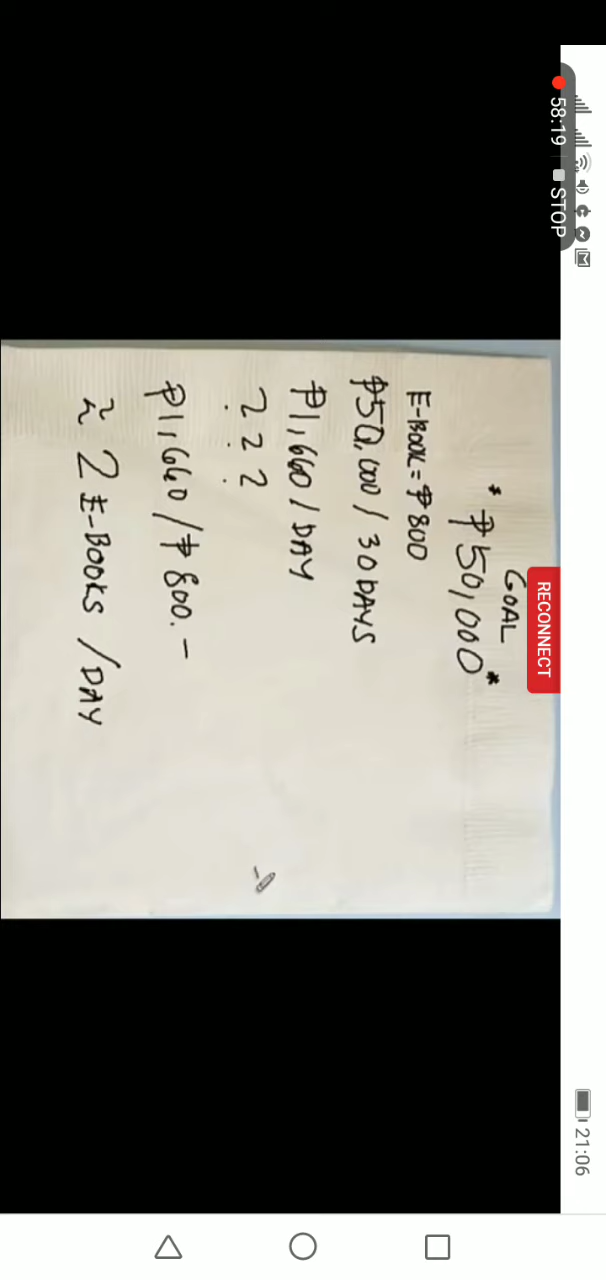 58:19 STOP
21:06
RECONNECT
GOAL
* ₱50,000 *
E-BOOK = ₱800
₱50,000 / 30 DAYS
₱1,660 / DAY
? ? ?
₱1,660 / ₱800.-
≈ 2 E-BOOKS / DAY